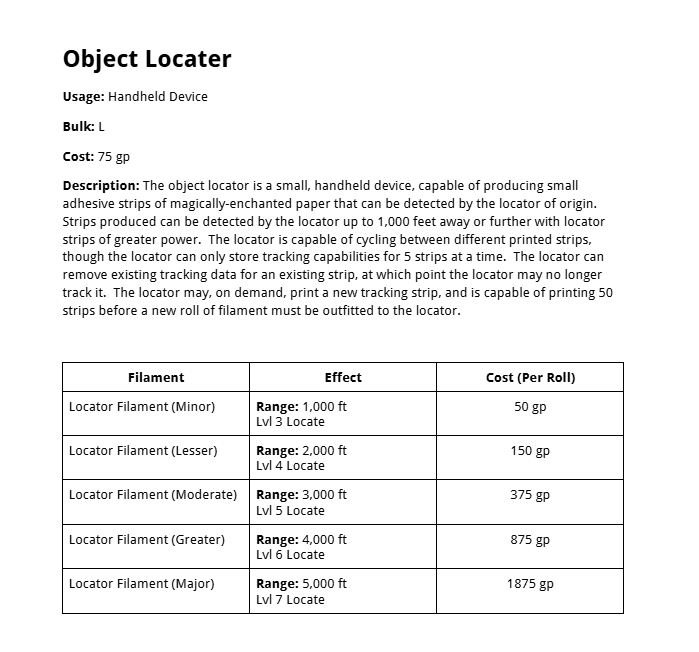 Object Locater
Usage: Handheld Device
Bulk: L
Cost: 75 gp
Description: The object locator is a small, handheld device, capable of producing small
adhesive strips of magically-enchanted paper that can be detected by the locator of origin.
Strips produced can be detected by the locator up to 1,000 feet away or further with locator
strips of greater power.  The locator is capable of cycling between different printed strips,
though the locator can only store tracking capabilities for 5 strips at a time.  The locator can
remove existing tracking data for an existing strip, at which point the locator may no longer
track it.  The locator may, on demand, print a new tracking strip, and is capable of printing 50
strips before a new roll of filament must be outfitted to the locator.
Filament Effect Cost (Per Roll)
Locator Filament (Minor) Range: 1,000 ft 50 gp
Lvl 3 Locate
Locator Filament (Lesser) Range: 2,000 ft 150 gp
Lvl 4 Locate
Locator Filament (Moderate) Range: 3,000 ft 375 gp
Lvl 5 Locate
Locator Filament (Greater) Range: 4,000 ft 875 gp
Lvl 6 Locate
Locator Filament (Major) Range: 5,000 ft 1875 gp
Lvl 7 Locate